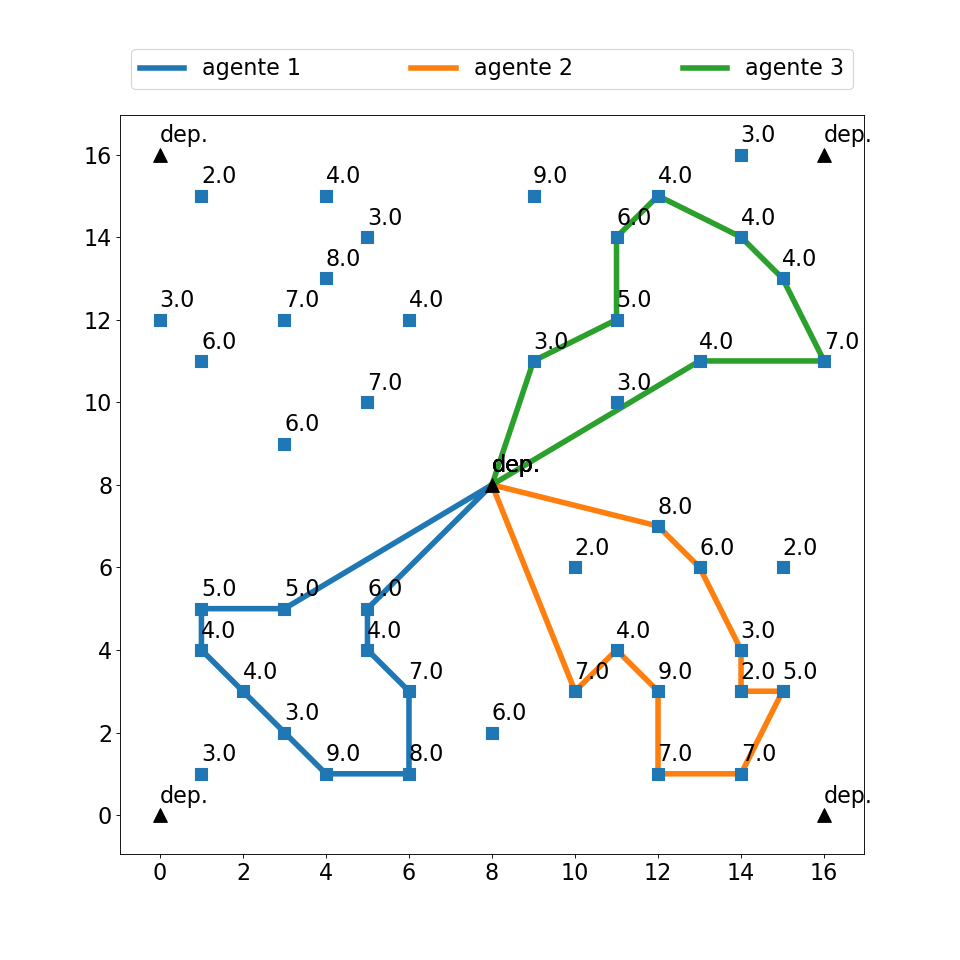 agente 1 agente 2 agente 3
dep. 3.0 dep.
16
2.0 4.0 9.0 4.0
3.0 6.0 4.0
14
8.0 4.0
3.0 7.0 4.0 5.0
12
6.0 3.0 4.0 7.0
7.0 3.0
10
6.0
dep.
8
8.0
2.0 6.0 2.0
6
5.0 5.0 6.0
4.0 4.0 4.0 3.0
4
4.0 7.0 7.0 9.0 2.0 5.0
3.0 6.0
2
3.0 9.0 8.0 7.0 7.0
dep. dep.
0
0 2 4 6 8 10 12 14 16